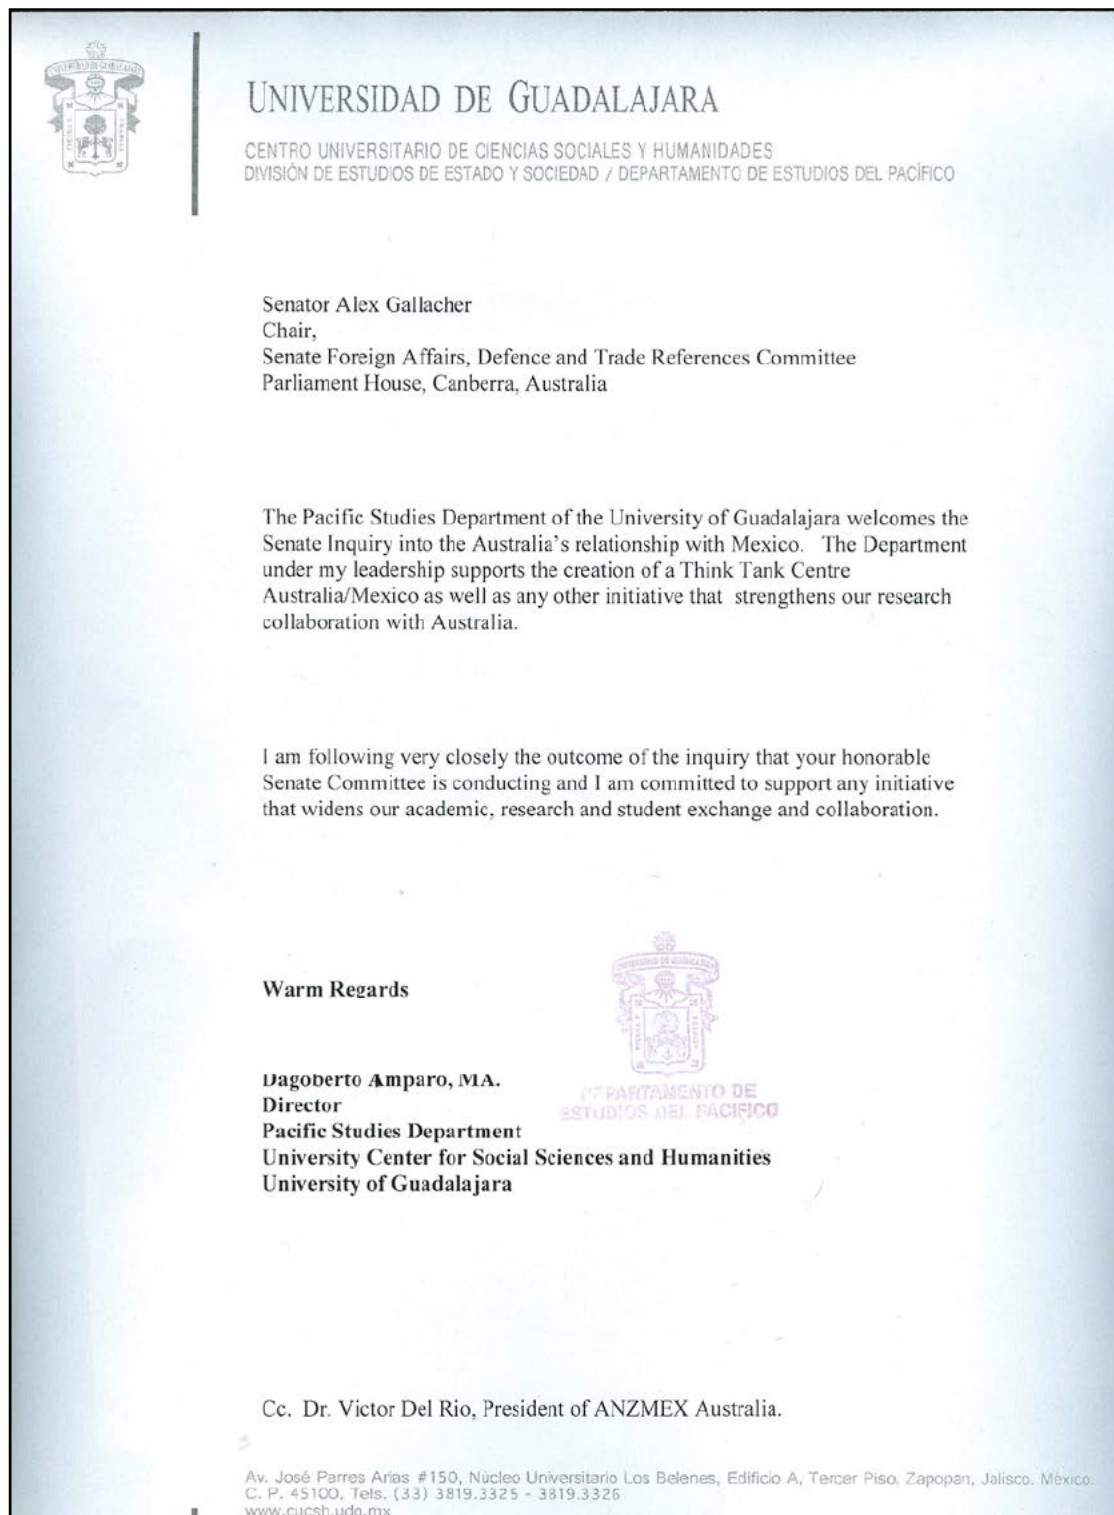 UNIVERSIDAD DE GUADALAJARA
CENTRO UNIVERSITARIO DE CIENCIAS SOCIALES Y HUMANIDADES
DIVISIÓN DE ESTUDIOS DE ESTADO Y SOCIEDAD / DEPARTAMENTO DE ESTUDIOS DEL PACÍFICO
Senator Alex Gallacher
Chair,
Senate Foreign Affairs, Defence and Trade References Committee
Parliament House, Canberra, Australia
The Pacific Studies Department of the University of Guadalajara welcomes the
Senate Inquiry into the Australia's relationship with Mexico. The Department
under my leadership supports the creation of a Think Tank Centre
Australia/Mexico as well as any other initiative that strengthens our research
collaboration with Australia.
I am following very closely the outcome of the inquiry that your honorable
Senate Committee is conducting and I am committed to support any initiative
that widens our academic, research and student exchange and collaboration.
Warm Regards
Dagoberto Amparo, MA.
Director
Pacific Studies Department
University Center for Social Sciences and Humanities
University of Guadalajara
DEPARTAMENTO DE
ESTUDIOS DEL PACIFICO
Cc. Dr. Victor Del Rio, President of ANZMEX Australia.
Av. José Parres Arias #150, Núcleo Universitario Los Belenes, Edificio A, Tercer Piso, Zapopan, Jalisco. México.
C. P. 45100, Tels. (33) 3819.3325 - 3819.3326
www.cucsh.udg.mx